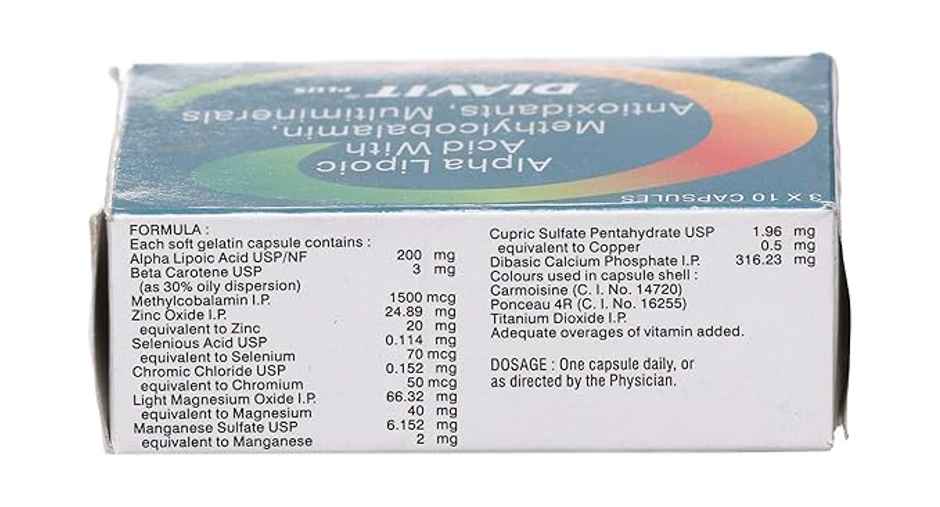 DIAVIT PLUS
Antioxidants, Multiminerals
Methylcobalamin,
Acid With
Alpha Lipoic
3 X 10 CAPSULES
FORMULA :
Each soft gelatin capsule contains :
Alpha Lipoic Acid USP/NF 200 mg
Beta Carotene USP 3 mg
(as 30% oily dispersion)
Methylcobalamin I.P. 1500 mcg
Zinc Oxide I.P. 24.89 mg
equivalent to Zinc 20 mg
Selenious Acid USP 0.114 mg
equivalent to Selenium 70 mcg
Chromic Chloride USP 0.152 mg
equivalent to Chromium 50 mcg
Light Magnesium Oxide I.P. 66.32 mg
equivalent to Magnesium 40 mg
Manganese Sulfate USP 6.152 mg
equivalent to Manganese 2 mg
Cupric Sulfate Pentahydrate USP 1.96 mg
equivalent to Copper 0.5 mg
Dibasic Calcium Phosphate I.P. 316.23 mg
Colours used in capsule shell :
Carmoisine (C. I. No. 14720)
Ponceau 4R (C. I. No. 16255)
Titanium Dioxide I.P.
Adequate overages of vitamin added.
DOSAGE : One capsule daily, or
as directed by the Physician.